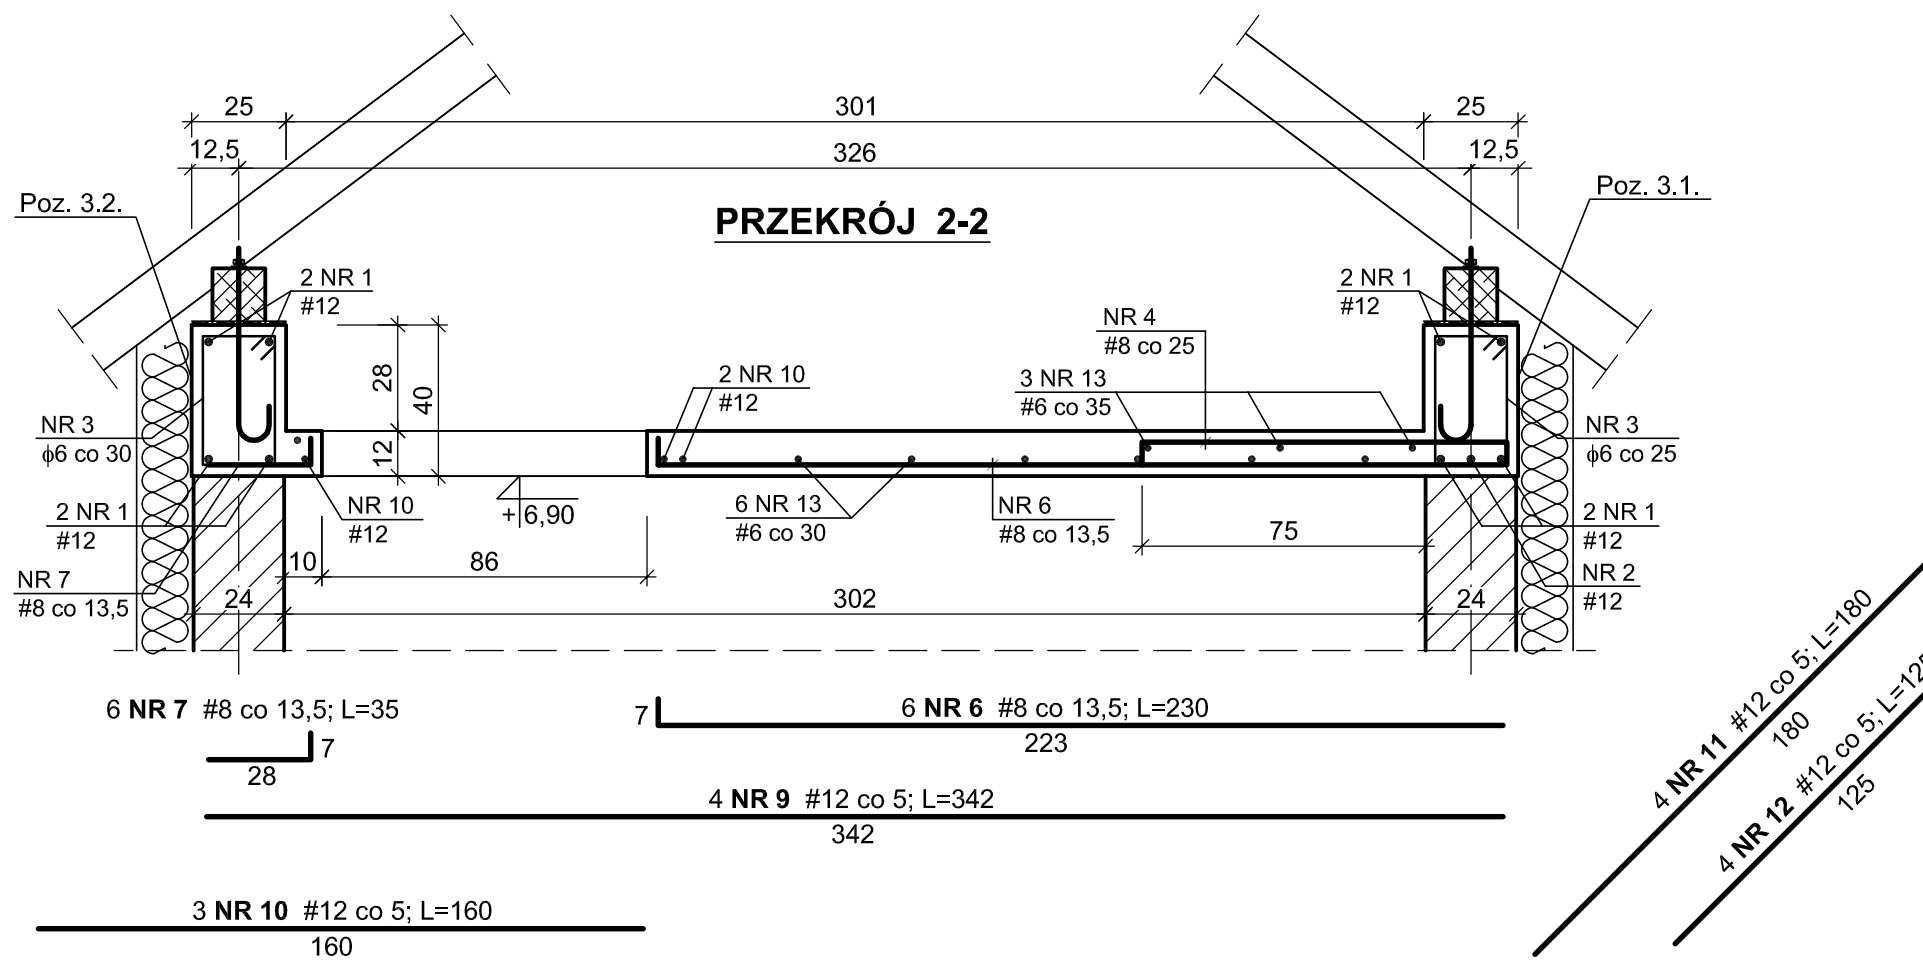 25
301
25
12,5
326
12,5
Poz. 3.2.
Poz. 3.1.
PRZEKRÓJ 2-2
2 NR 1
#12
2 NR 1
#12
NR 4
#8 co 25
28
40
12
2 NR 10
#12
3 NR 13
#6 co 35
NR 3
ϕ6 co 30
NR 3
ϕ6 co 25
2 NR 1
#12
NR 10
#12
+6,90
6 NR 13
#6 co 30
NR 6
#8 co 13,5
75
2 NR 1
#12
10
86
NR 7
#8 co 13,5
NR 2
#12
24
302
24
6 NR 7 #8 co 13,5; L=35
7
28
7
6 NR 6 #8 co 13,5; L=230
223
4 NR 9 #12 co 5; L=342
342
3 NR 10 #12 co 5; L=160
160
4 NR 11 #12 co 5; L=180
180
4 NR 12 #12 co 5; L=125
125